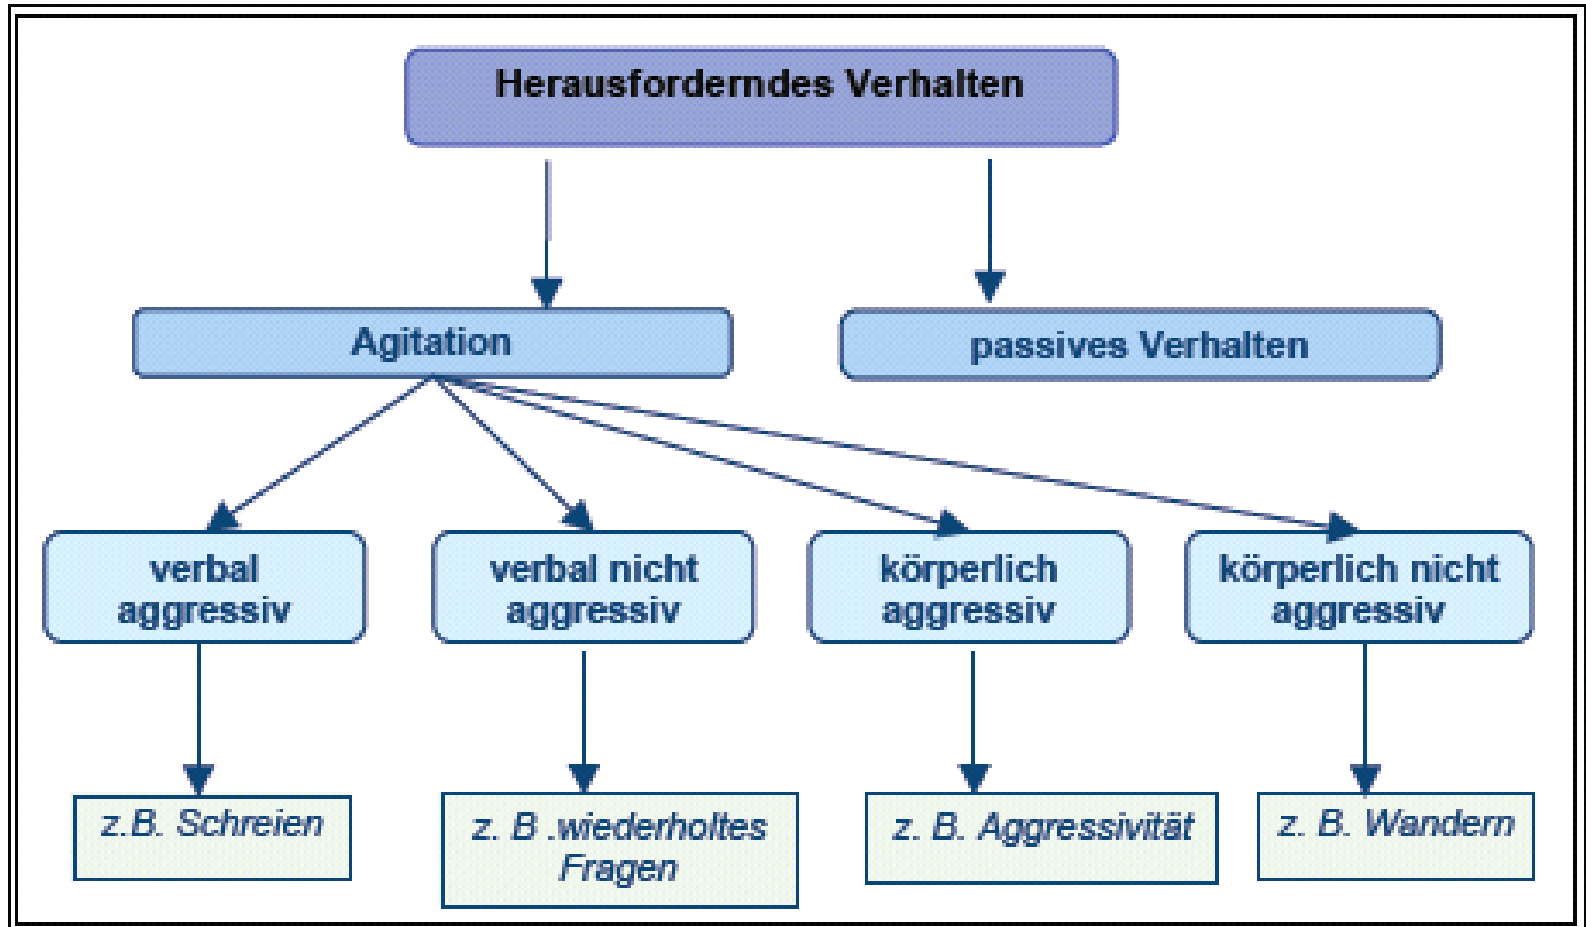 Herausforderndes Verhalten
Agitation
passives Verhalten
verbal
aggressiv
verbal nicht
aggressiv
körperlich
aggressiv
körperlich nicht
aggressiv
z.B. Schreien
z. B .wiederholtes
Fragen
z. B. Aggressivität
z. B. Wandern